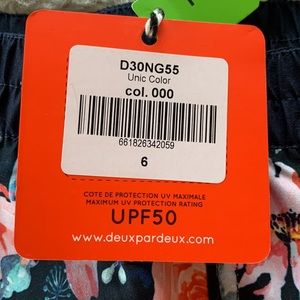 D30NG55
Unic Color
col. 000
661826342059
6
COTE DE PROTECTION UV MAXIMALE
MAXIMUM UV PROTECTION RATING
UPF50
www.deuxpardeux.com